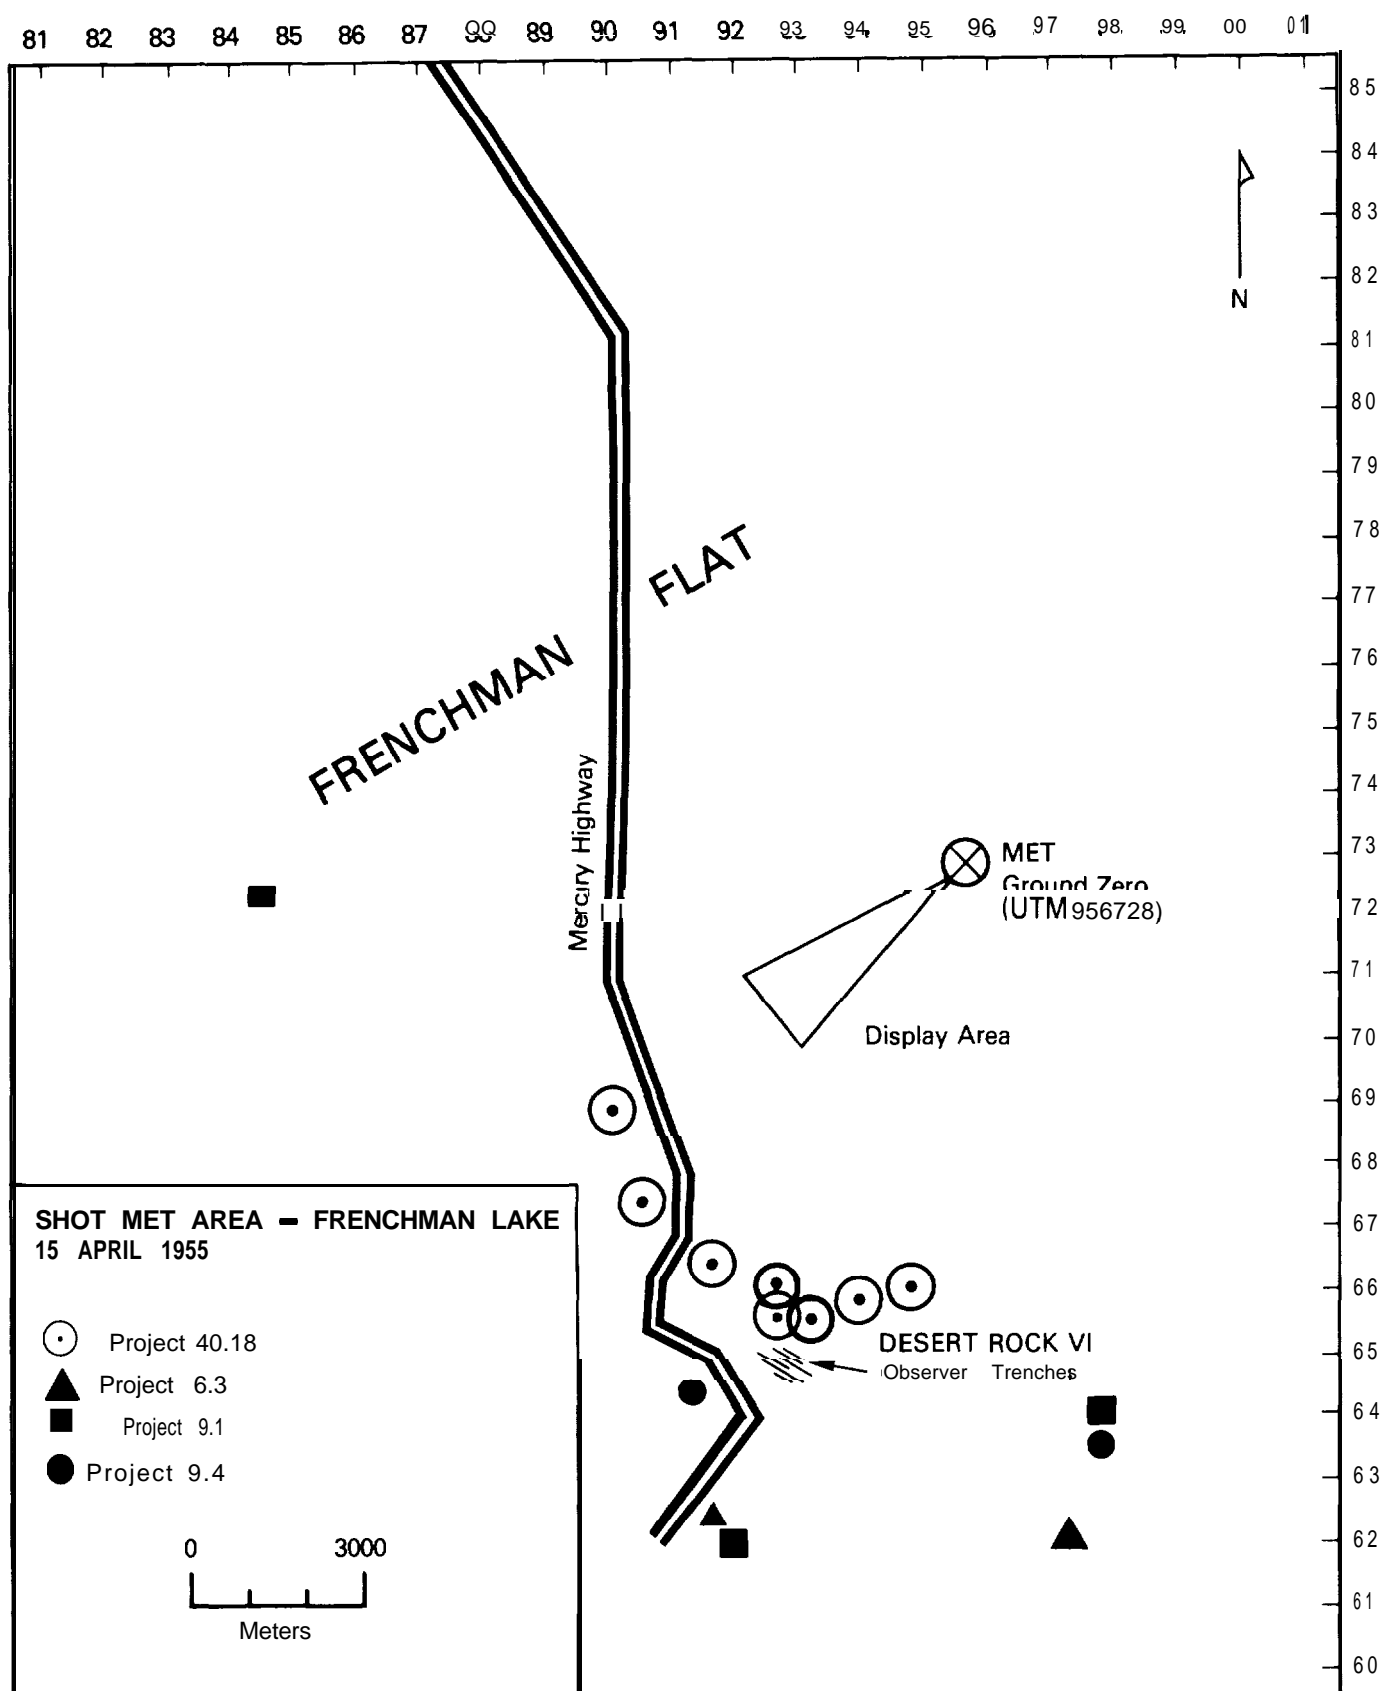 81 82 83 84 85 86 87 88 89 90 91 92 93 94 95 96 97 98 99 00 01
85
84
83
82
N
81
80
79
78
FLAT
77
76
FRENCHMAN
75
74
Mercury Highway
73
MET
Ground Zero
(UTM 956728)
72
71
70
Display Area
69
68
67
66
65
DESERT ROCK VI
Observer Trenches
64
63
62
61
60
SHOT MET AREA – FRENCHMAN LAKE
15 APRIL 1955
Project 40.18
Project 6.3
Project 9.1
Project 9.4
0 3000
Meters